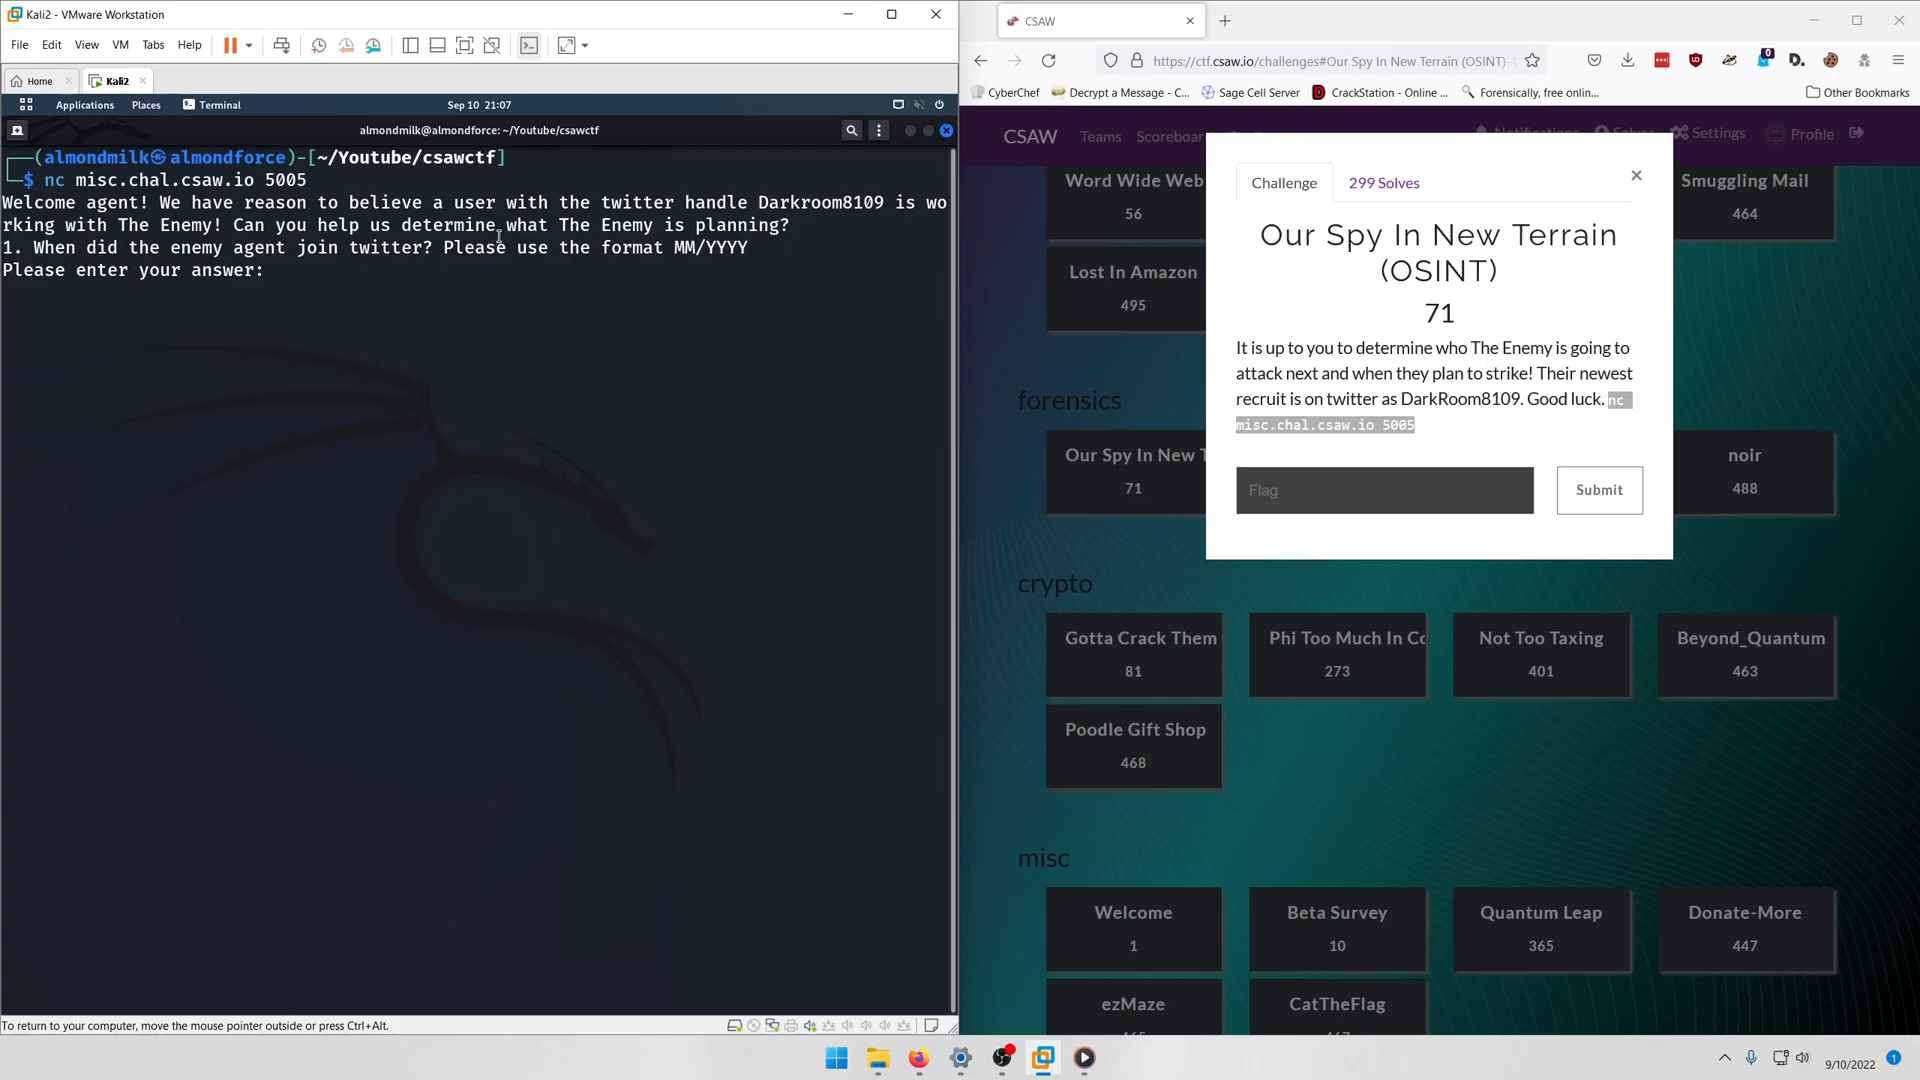 Kali2 - VMware Workstation
File Edit View VM Tabs Help
Home
Kali2
Applications Places Terminal
Sep 10 21:07
almondmilk@almondforce: ~/Youtube/csawctf
(almondmilk㉿almondforce)-[~/Youtube/csawctf]
$ nc misc.chal.csaw.io 5005
Welcome agent! We have reason to believe a user with the twitter handle Darkroom8109 is wo
rking with The Enemy! Can you help us determine what The Enemy is planning?
1. When did the enemy agent join twitter? Please use the format MM/YYYY
Please enter your answer:
To return to your computer, move the mouse pointer outside or press Ctrl+Alt.
CSAW
https://ctf.csaw.io/challenges#Our Spy In New Terrain (OSINT)-1
0
CyberChef
Decrypt a Message - C...
Sage Cell Server
CrackStation - Online ...
Forensically, free onlin...
Other Bookmarks
CSAW Teams Scoreboar
Notifications
Settings Profile
Word Wide Web
56
Smuggling Mail
464
Lost In Amazon
495
Challenge
299 Solves
×
Our Spy In New Terrain
(OSINT)
71
It is up to you to determine who The Enemy is going to
attack next and when they plan to strike! Their newest
recruit is on twitter as DarkRoom8109. Good luck. nc
misc.chal.csaw.io 5005
Flag
Submit
forensics
Our Spy In New T
71
noir
488
crypto
Gotta Crack Them
81
Phi Too Much In Co
273
Not Too Taxing
401
Beyond_Quantum
463
Poodle Gift Shop
468
misc
Welcome
1
Beta Survey
10
Quantum Leap
365
Donate-More
447
ezMaze
CatTheFlag
9/10/2022
1